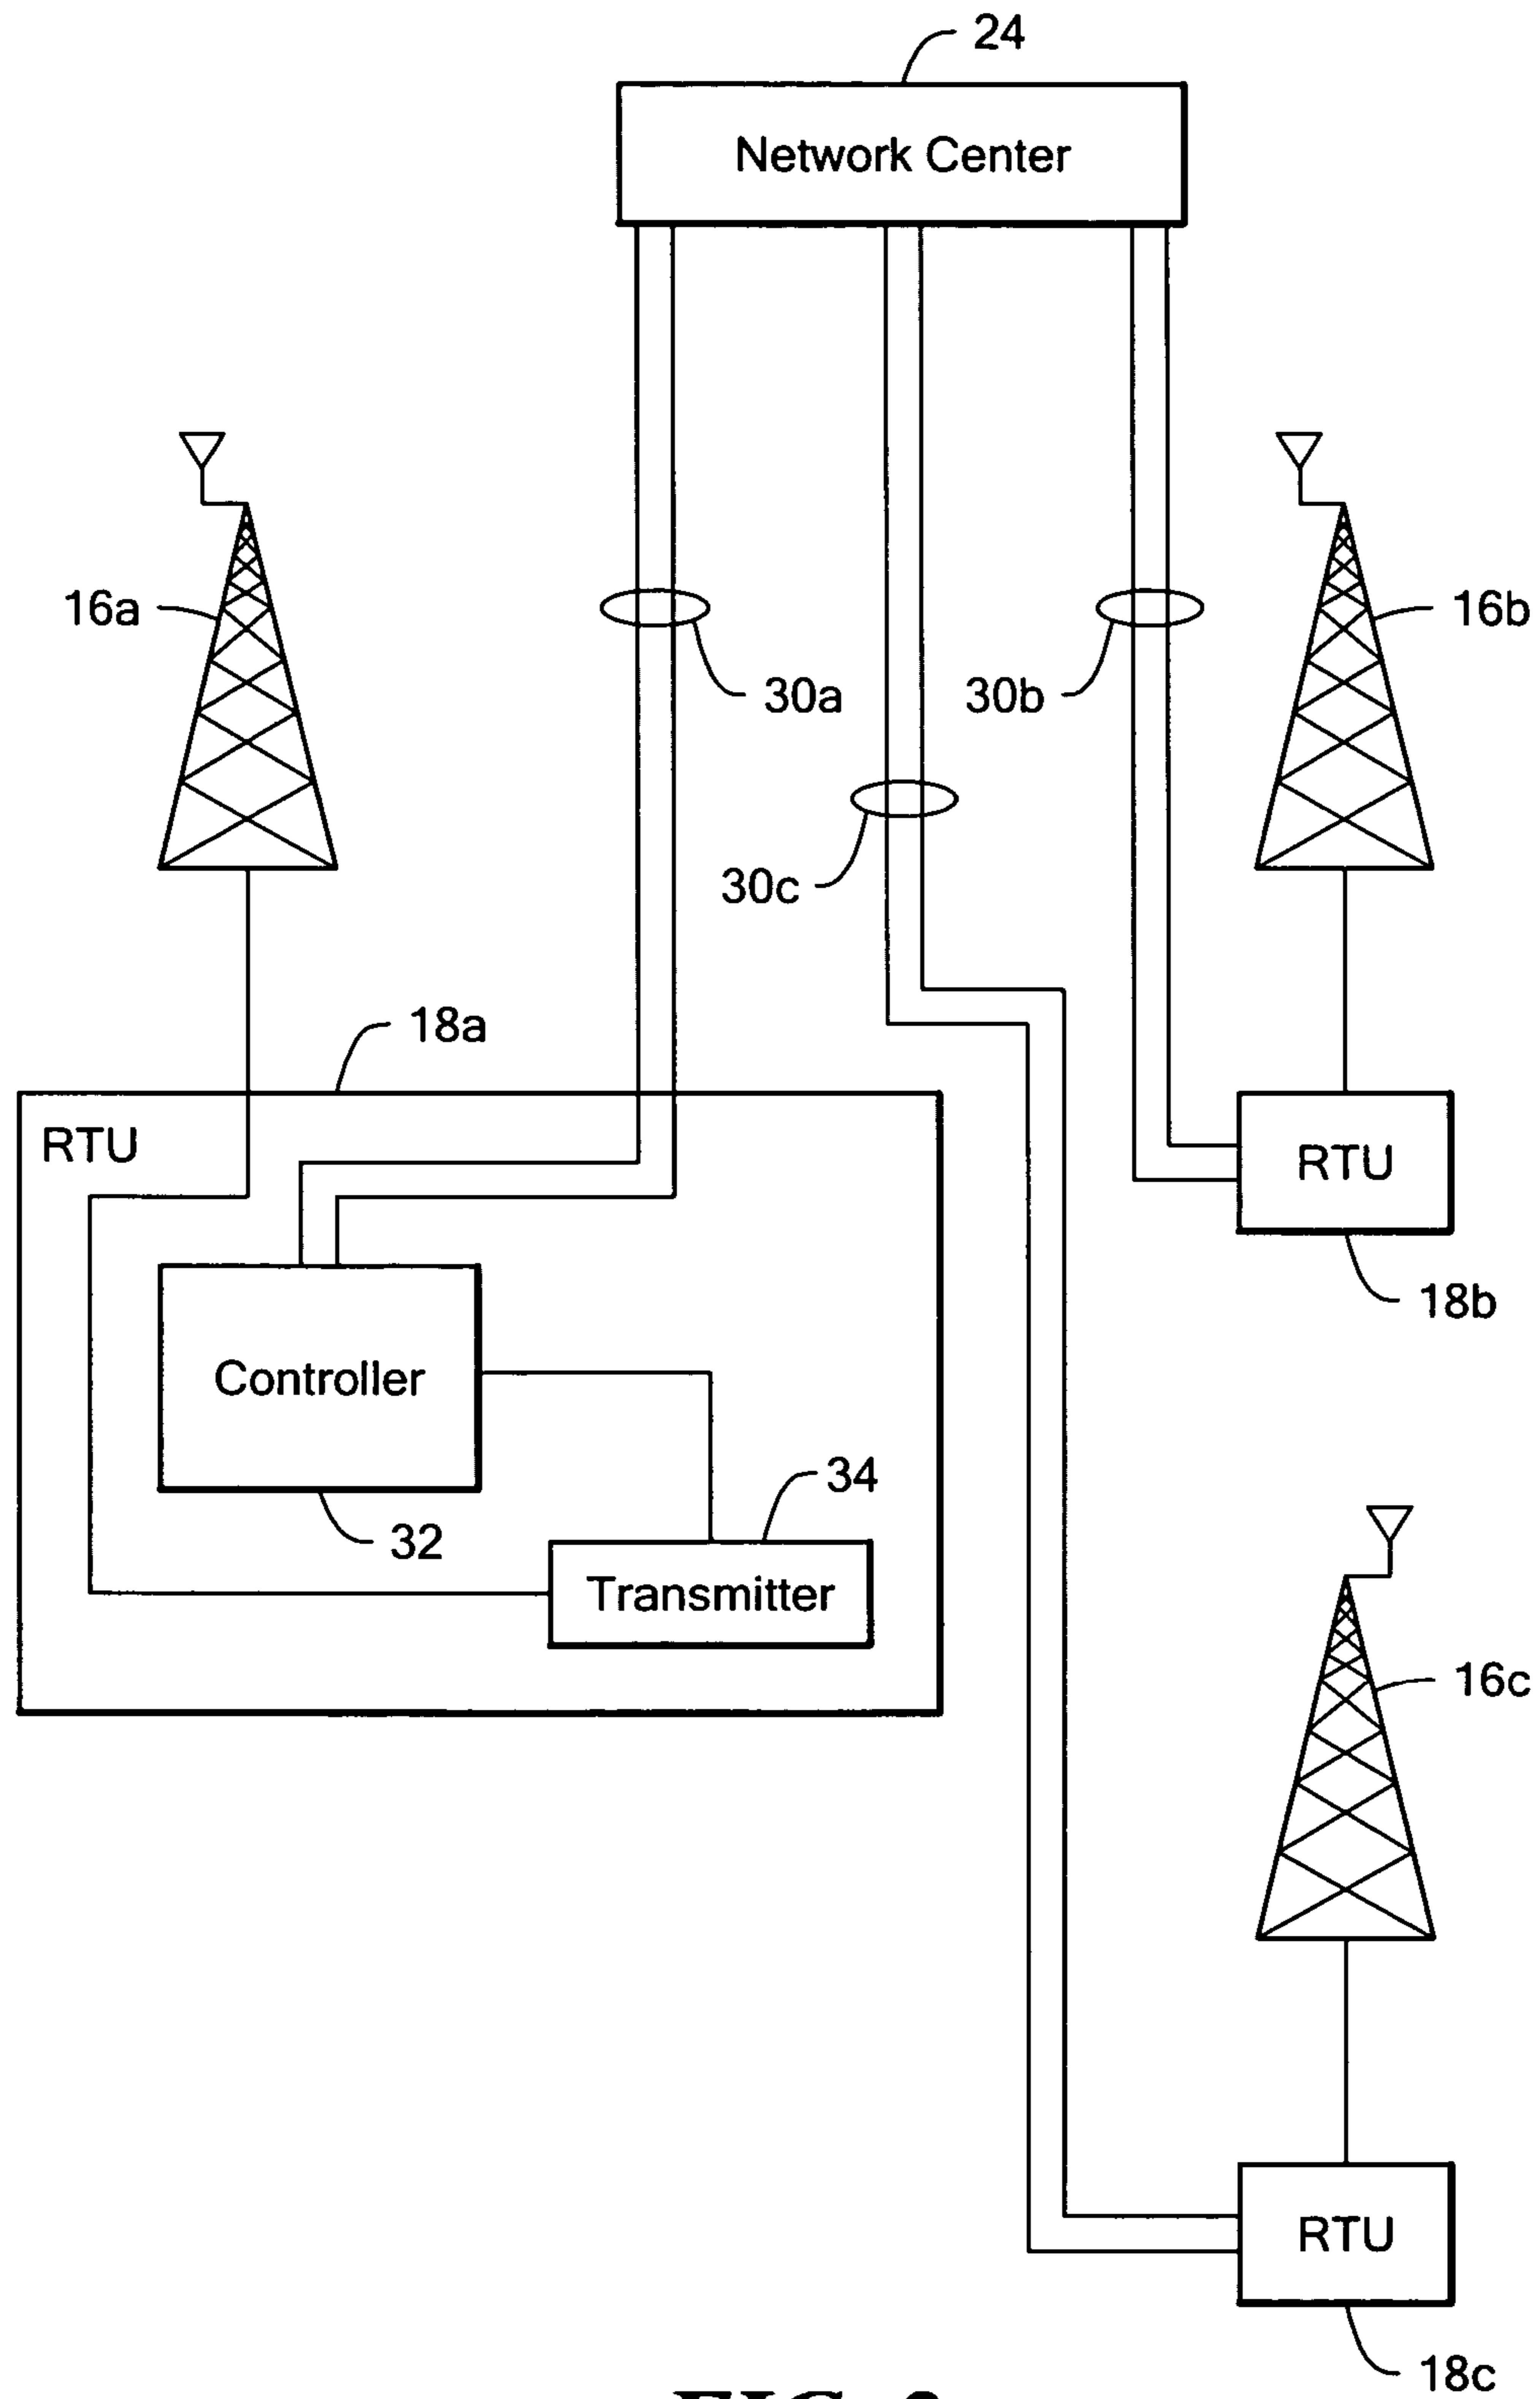 24
Network Center
16a
16b
30a
30b
30c
18a
RTU
RTU
18b
Controller
34
32
Transmitter
16c
RTU
18c